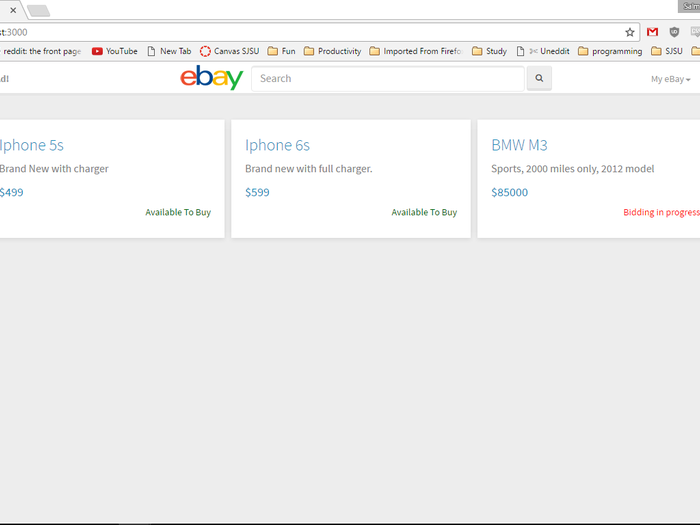 Salm
st:3000
reddit: the front page YouTube New Tab Canvas SJSU Fun Productivity Imported From Firefo Study Uneddit programming SJSU
d! ebay Search My eBay
Iphone 5s
Brand New with charger
$499
Available To Buy
Iphone 6s
Brand new with full charger.
$599
Available To Buy
BMW M3
Sports, 2000 miles only, 2012 model
$85000
Bidding in progress